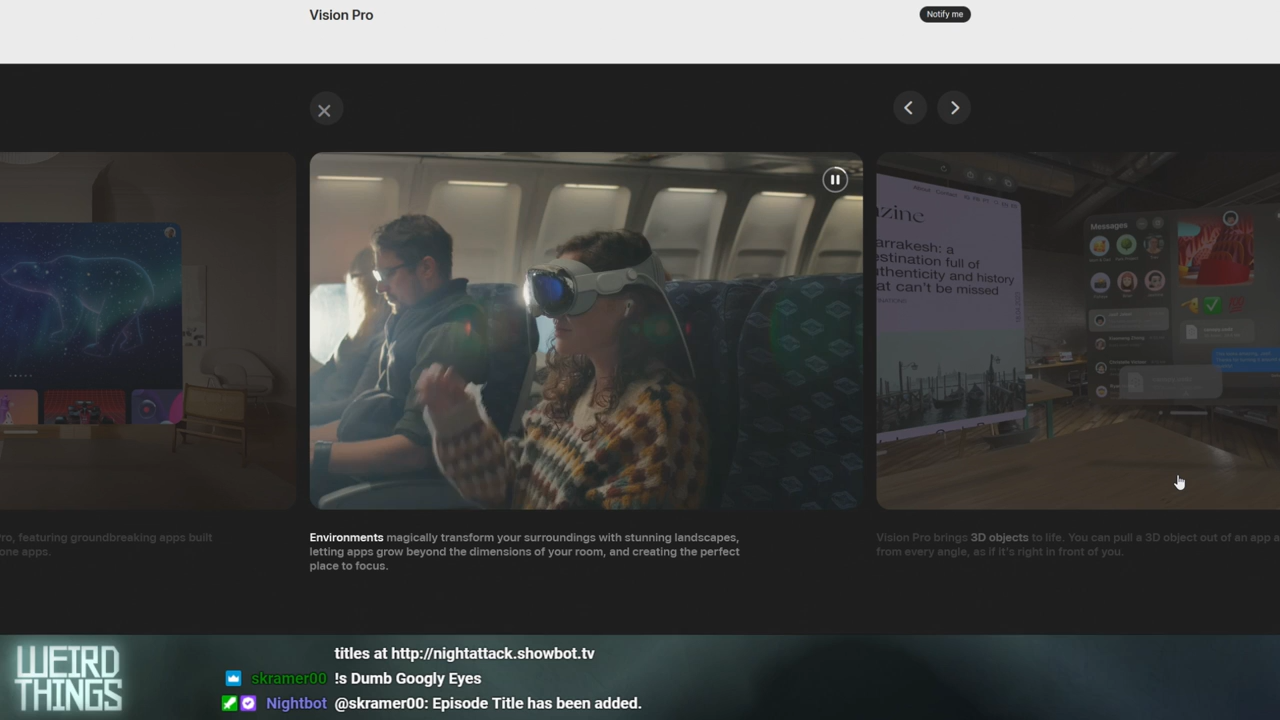 Vision Pro
Notify me
azine
arrakesh: a
estination full of
thenticity and history
at can't be missed
Messages
ro, featuring groundbreaking apps built
one apps.
Environments magically transform your surroundings with stunning landscapes,
letting apps grow beyond the dimensions of your room, and creating the perfect
place to focus.
Vision Pro brings 3D objects to life. You can pull a 3D object out of an app a
from every angle, as if it's right in front of you.
WEIRD
THINGS
titles at http://nightattack.showbot.tv
skramer00 !s Dumb Googly Eyes
Nightbot @skramer00: Episode Title has been added.